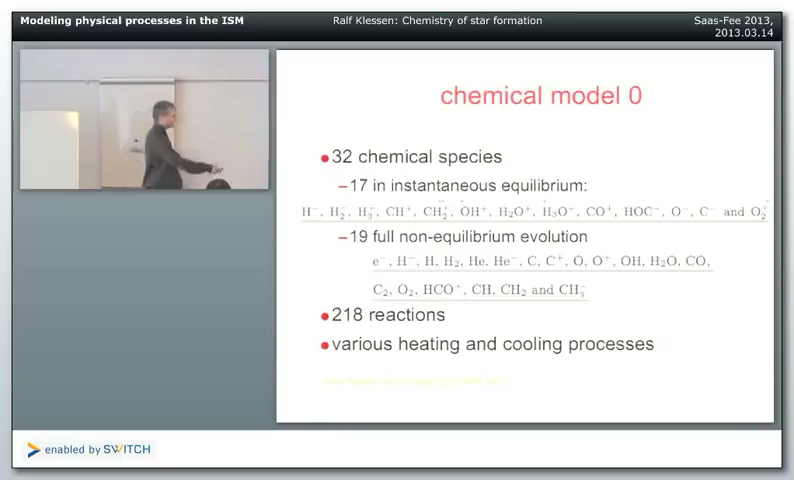 Modeling physical processes in the ISM
Ralf Klessen: Chemistry of star formation
Saas-Fee 2013,
2013.03.14
chemical model 0
•32 chemical species
–17 in instantaneous equilibrium:
H⁻, H₂⁻, H₃⁺, CH⁺, CH₂⁺, OH⁺, H₂O⁺, H₃O⁺, CO⁺, HOC⁺, O⁻, C⁻ and O₂⁺
–19 full non-equilibrium evolution
e⁻, H⁻, H, H₂, He, He⁻, C, C⁺, O, O⁺, OH, H₂O, CO,
C₂, O₂, HCO⁺, CH, CH₂ and CH₃⁻
•218 reactions
•various heating and cooling processes
enabled by SWITCH